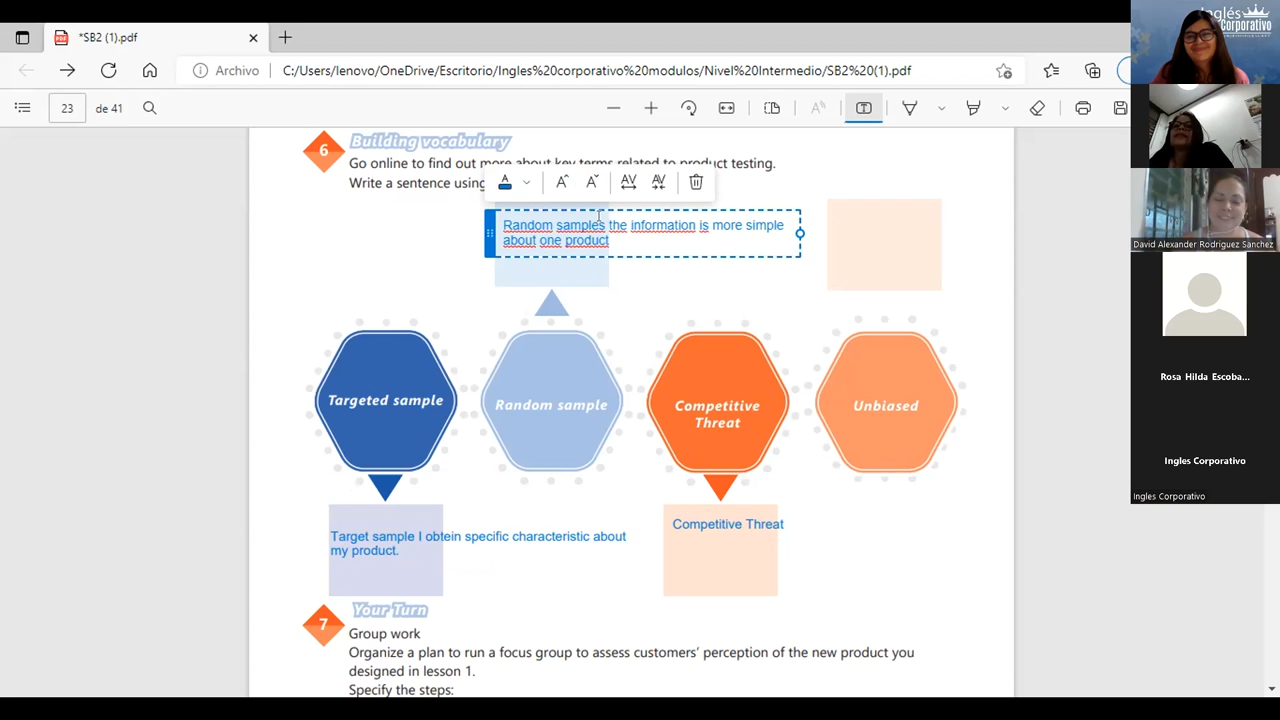 *SB2 (1).pdf
Archivo
C:/Users/lenovo/OneDrive/Escritorio/Ingles%20corporativo%20modulos/Nivel%20Intermedio/SB2%20(1).pdf
23
de 41
6
Building vocabulary
Go online to find out more about key terms related to product testing.
Write a sentence using
Random samples the information is more simple
about one product
Targeted sample
Random sample
Competitive
Threat
Unbiased
Target sample I obtein specific characteristic about
my product.
Competitive Threat
7
Your Turn
Group work
Organize a plan to run a focus group to assess customers’ perception of the new product you
designed in lesson 1.
Specify the steps:
Inglés
Corporativo
David Alexander Rodriguez Sanchez
Rosa Hilda Escoba...
Ingles Corporativo
Ingles Corporativo